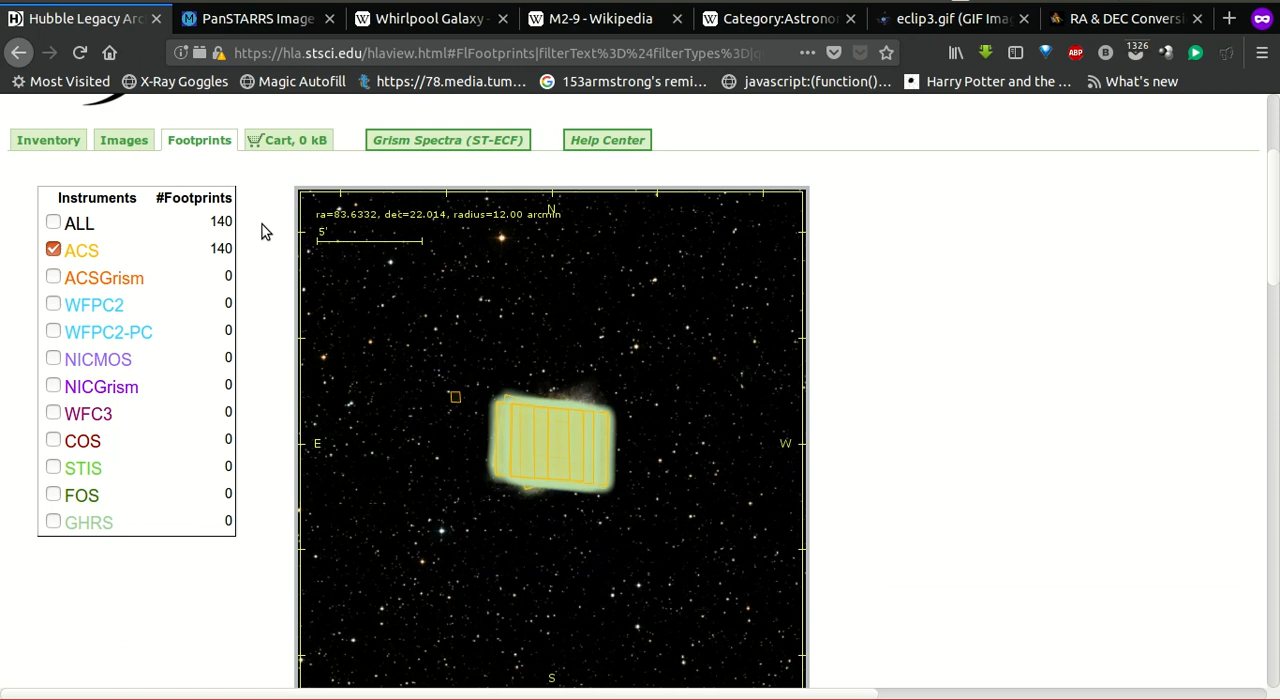 Hubble Legacy Arc
PanSTARRS Image
Whirlpool Galaxy -
M2-9 - Wikipedia
Category:Astronon
eclip3.gif (GIF Imag
RA & DEC Conversi
https://hla.stsci.edu/hlaview.html#FlFootprints|filterText%3D%24filterTypes%3D|q
ABP
B
1326
Most Visited
X-Ray Goggles
Magic Autofill
https://78.media.tum...
153armstrong's remi...
javascript:(function()...
Harry Potter and the ...
What's new
Inventory
Images
Footprints
Cart, 0 kB
Grism Spectra (ST-ECF)
Help Center
Instruments #Footprints
ALL 140
ACS 140
ACSGrism 0
WFPC2 0
WFPC2-PC 0
NICMOS 0
NICGrism 0
WFC3 0
COS 0
STIS 0
FOS 0
GHRS 0
N
ra=83.6332, dec=22.014, radius=12.00 arcmin
5'
E
W
S